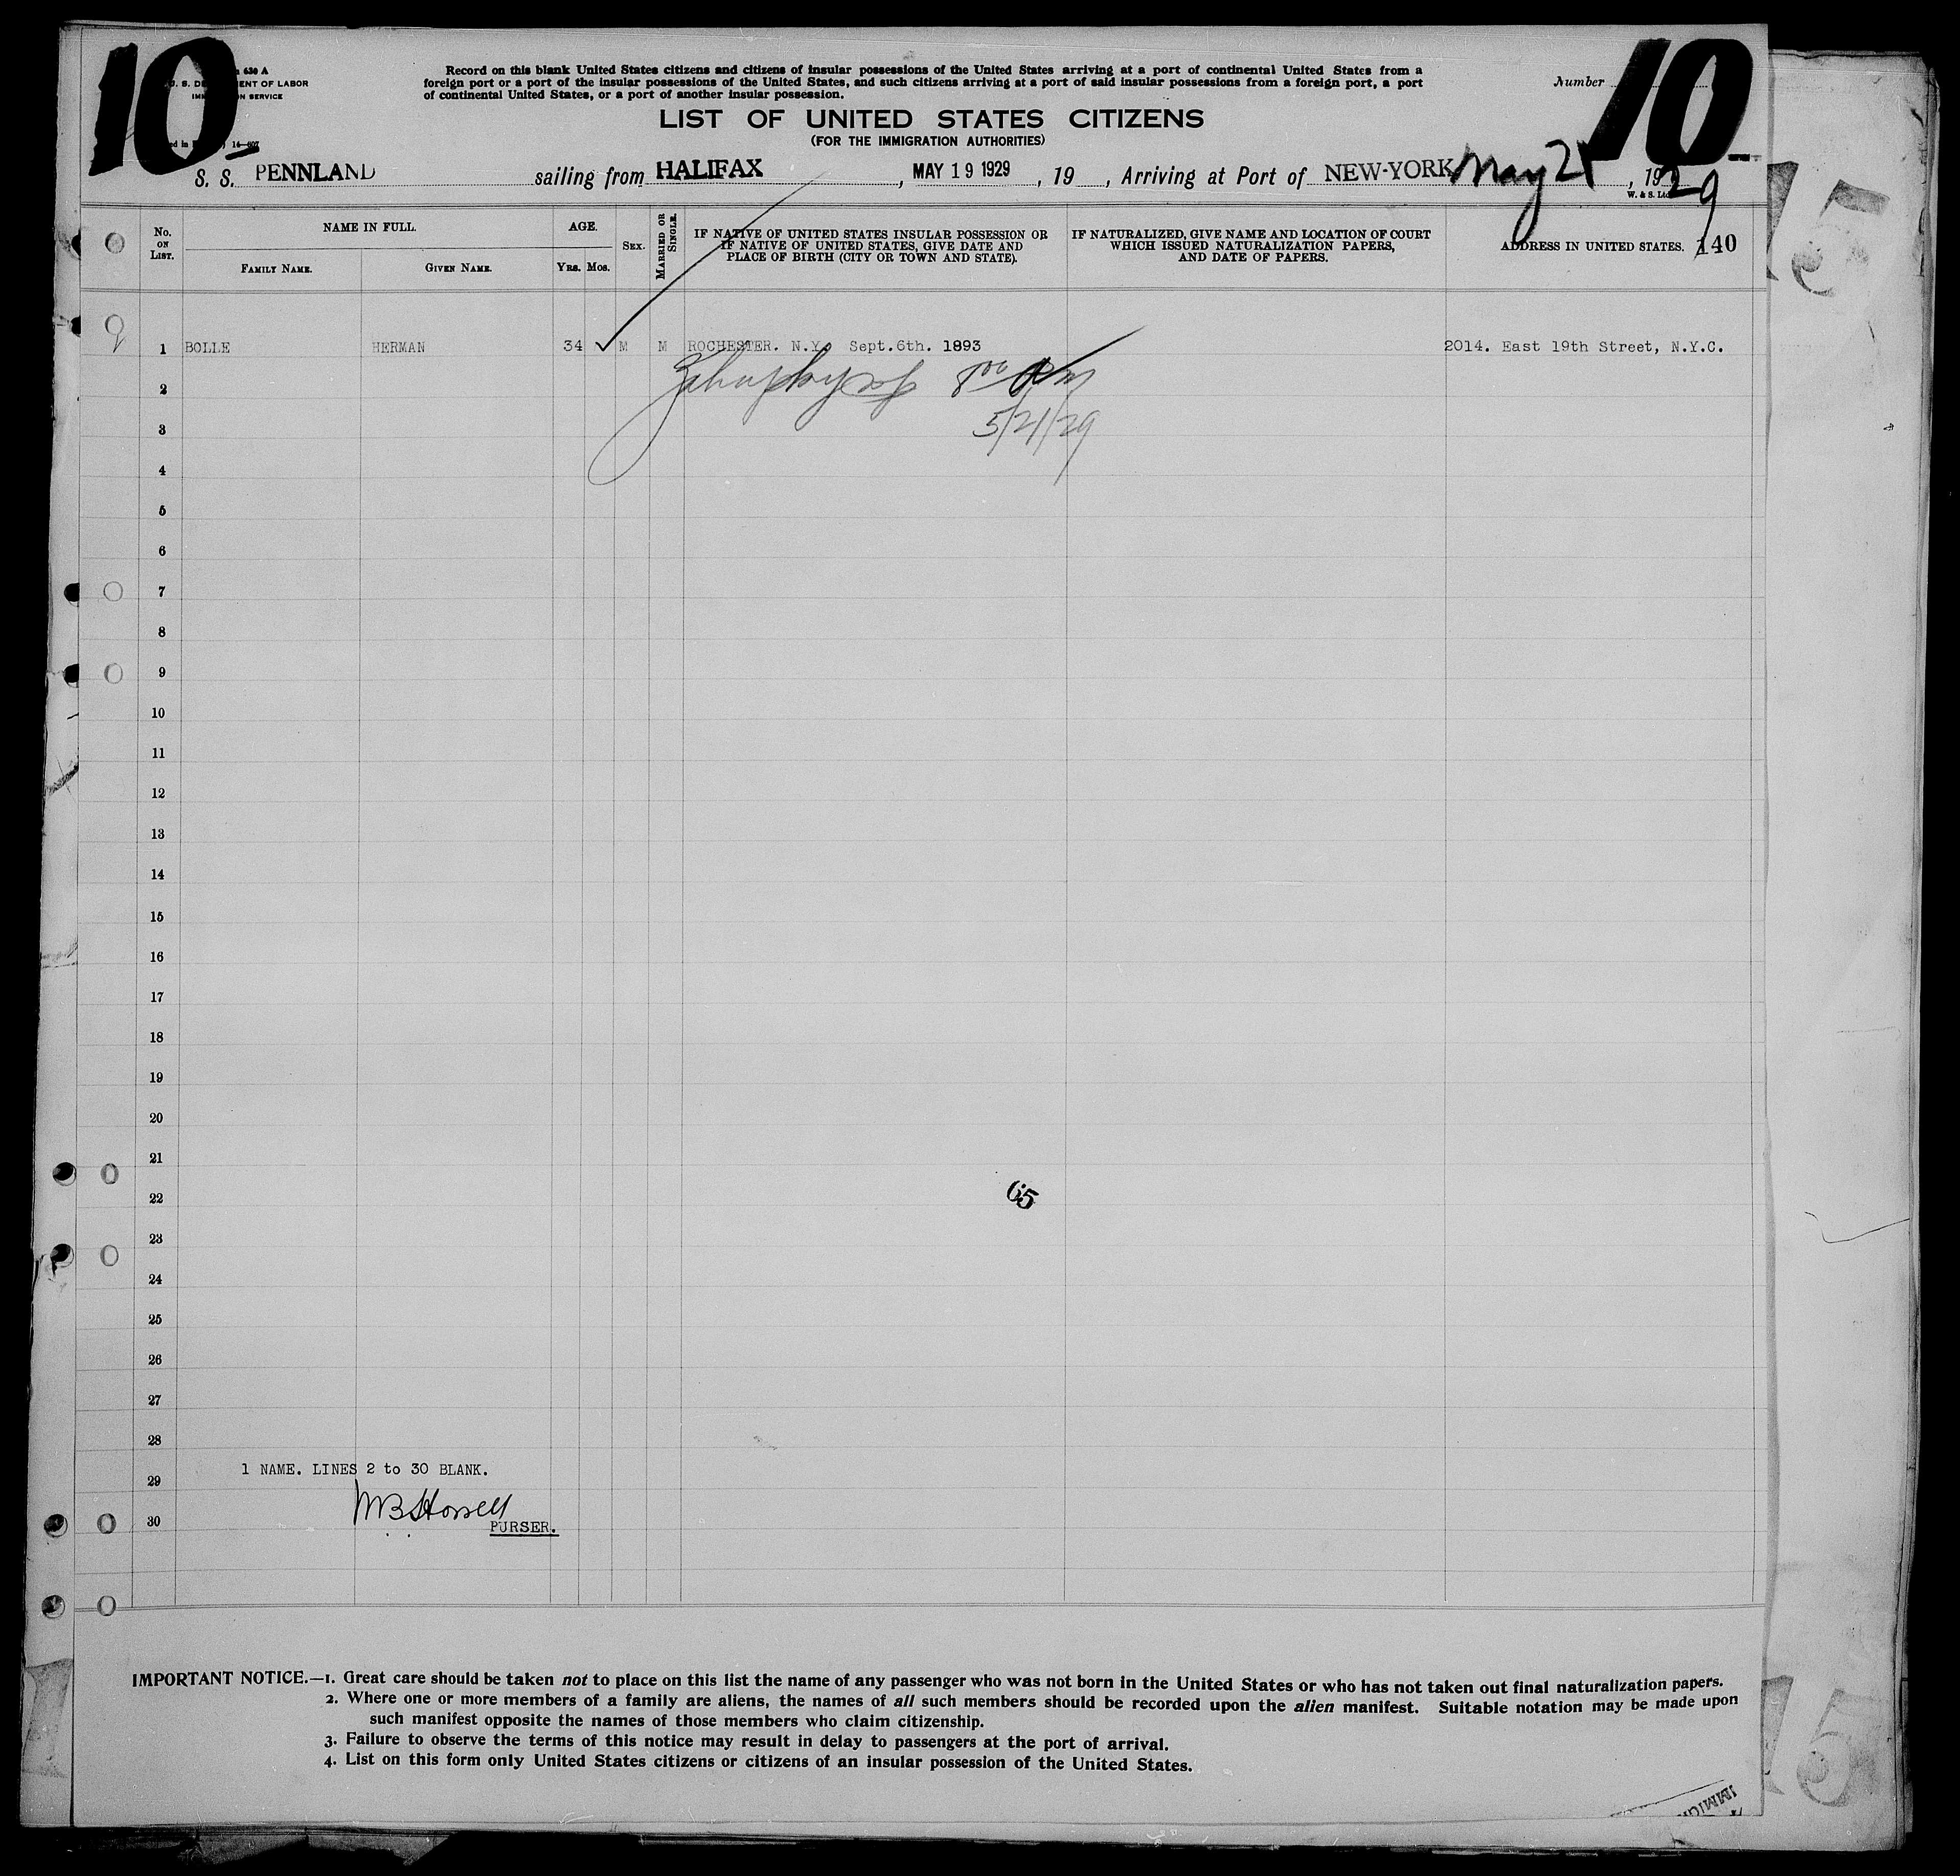 10
630 A
U. S. DEPARTMENT OF LABOR
IMMIGRATION SERVICE
Record on this blank United States citizens and citizens of insular possessions of the United States arriving at a port of continental United States from a
foreign port or a port of the insular possessions of the United States, and such citizens arriving at a port of said insular possessions from a foreign port, a port
of continental United States, or a port of another insular possession.
Number
10
LIST OF UNITED STATES CITIZENS
(FOR THE IMMIGRATION AUTHORITIES)
S. S. PENNLAND sailing from HALIFAX, MAY 19 1929, 19, Arriving at Port of NEW-YORK May 21, 1929
W. & S. Ltd
No. ON LIST.
NAME IN FULL.
FAMILY NAME.
GIVEN NAME.
AGE.
YRS. MOS.
SEX.
MARRIED OR SINGLE.
IF NATIVE OF UNITED STATES INSULAR POSSESSION OR
IF NATIVE OF UNITED STATES, GIVE DATE AND
PLACE OF BIRTH (CITY OR TOWN AND STATE).
IF NATURALIZED, GIVE NAME AND LOCATION OF COURT
WHICH ISSUED NATURALIZATION PAPERS,
AND DATE OF PAPERS.
ADDRESS IN UNITED STATES. 140
1 BOLLE HERMAN 34 M M ROCHESTER. N.Y. Sept.6th. 1893 2014. East 19th Street, N.Y.C.
2 8 00 AM
3 5/21/29
4
5
6
7
8
9
10
11
12
13
14
15
16
17
18
19
20
21
22 65
23
24
25
26
27
28
1 NAME. LINES 2 to 30 BLANK.
29
30 PURSER.
IMPORTANT NOTICE.—1. Great care should be taken not to place on this list the name of any passenger who was not born in the United States or who has not taken out final naturalization papers.
2. Where one or more members of a family are aliens, the names of all such members should be recorded upon the alien manifest. Suitable notation may be made upon
such manifest opposite the names of those members who claim citizenship.
3. Failure to observe the terms of this notice may result in delay to passengers at the port of arrival.
4. List on this form only United States citizens or citizens of an insular possession of the United States.
15
15